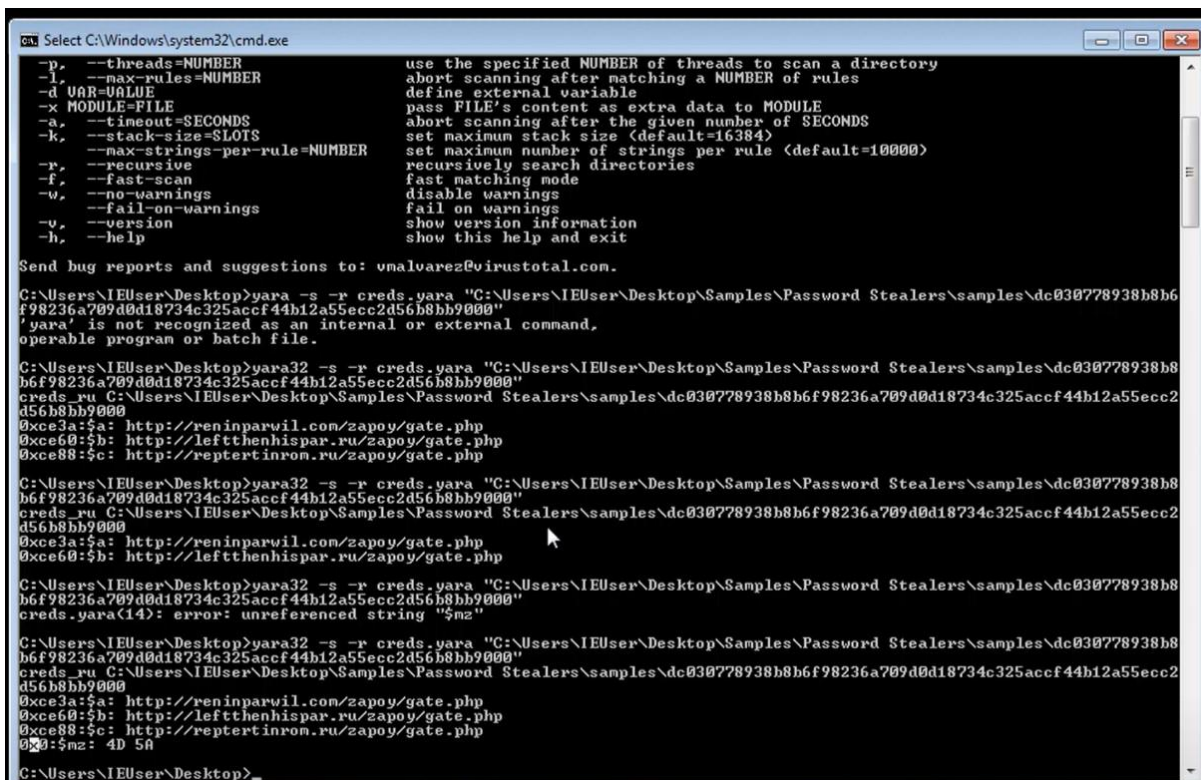 Select C:\Windows\system32\cmd.exe
-p, --threads=NUMBER use the specified NUMBER of threads to scan a directory
-l, --max-rules=NUMBER abort scanning after matching a NUMBER of rules
-d VAR=VALUE define external variable
-x MODULE=FILE pass FILE's content as extra data to MODULE
-a, --timeout=SECONDS abort scanning after the given number of SECONDS
-k, --stack-size=SLOTS set maximum stack size (default=16384)
--max-strings-per-rule=NUMBER set maximum number of strings per rule (default=10000)
-r, --recursive recursively search directories
-f, --fast-scan fast matching mode
-w, --no-warnings disable warnings
--fail-on-warnings fail on warnings
-v, --version show version information
-h, --help show this help and exit
Send bug reports and suggestions to: vmalvarez@virustotal.com.
C:\Users\IEUser\Desktop>yara -s -r creds.yara "C:\Users\IEUser\Desktop\Samples\Password Stealers\samples\dc030778938b8b6
f98236a709d0d18734c325accf44b12a55ecc2d56b8bb9000"
'yara' is not recognized as an internal or external command,
operable program or batch file.
C:\Users\IEUser\Desktop>yara32 -s -r creds.yara "C:\Users\IEUser\Desktop\Samples\Password Stealers\samples\dc030778938b8
b6f98236a709d0d18734c325accf44b12a55ecc2d56b8bb9000"
creds_ru C:\Users\IEUser\Desktop\Samples\Password Stealers\samples\dc030778938b8b6f98236a709d0d18734c325accf44b12a55ecc2
d56b8bb9000
0xce3a:$a: http://reninparwil.com/zapoy/gate.php
0xce60:$b: http://leftthenhispar.ru/zapoy/gate.php
0xce88:$c: http://reptertinrom.ru/zapoy/gate.php
C:\Users\IEUser\Desktop>yara32 -s -r creds.yara "C:\Users\IEUser\Desktop\Samples\Password Stealers\samples\dc030778938b8
b6f98236a709d0d18734c325accf44b12a55ecc2d56b8bb9000"
creds_ru C:\Users\IEUser\Desktop\Samples\Password Stealers\samples\dc030778938b8b6f98236a709d0d18734c325accf44b12a55ecc2
d56b8bb9000
0xce3a:$a: http://reninparwil.com/zapoy/gate.php
0xce60:$b: http://leftthenhispar.ru/zapoy/gate.php
C:\Users\IEUser\Desktop>yara32 -s -r creds.yara "C:\Users\IEUser\Desktop\Samples\Password Stealers\samples\dc030778938b8
b6f98236a709d0d18734c325accf44b12a55ecc2d56b8bb9000"
creds.yara(14): error: unreferenced string "$mz"
C:\Users\IEUser\Desktop>yara32 -s -r creds.yara "C:\Users\IEUser\Desktop\Samples\Password Stealers\samples\dc030778938b8
b6f98236a709d0d18734c325accf44b12a55ecc2d56b8bb9000"
creds_ru C:\Users\IEUser\Desktop\Samples\Password Stealers\samples\dc030778938b8b6f98236a709d0d18734c325accf44b12a55ecc2
d56b8bb9000
0xce3a:$a: http://reninparwil.com/zapoy/gate.php
0xce60:$b: http://leftthenhispar.ru/zapoy/gate.php
0xce88:$c: http://reptertinrom.ru/zapoy/gate.php
0x0:$mz: 4D 5A
C:\Users\IEUser\Desktop>_